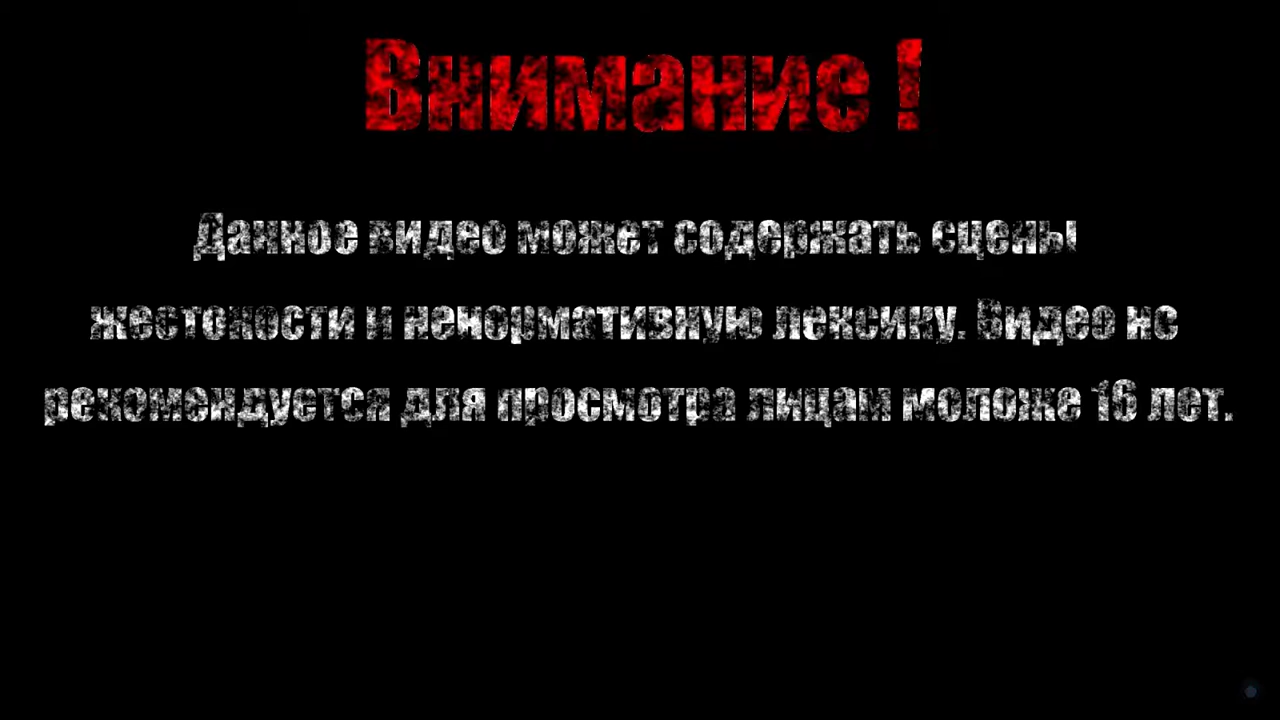 Внимание !
Данное видео может содержать сцены
жестокости и ненормативную лексику. Видео не
рекомендуется для просмотра лицам моложе 16 лет.